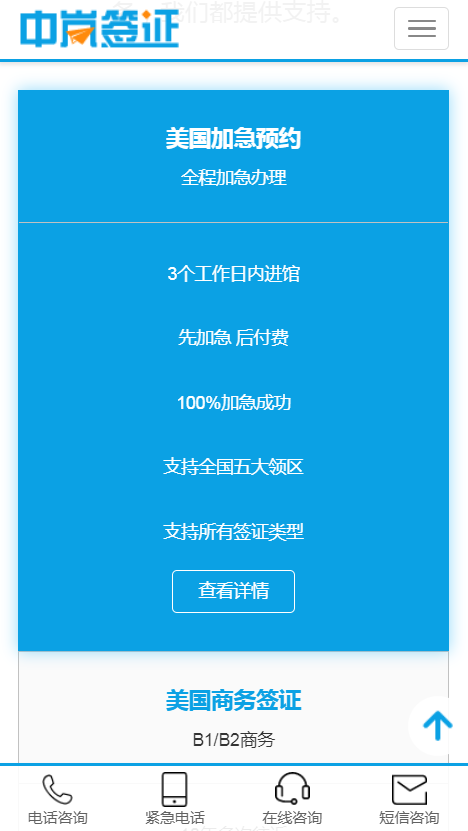 务，我们都提供支持。
中岚签证
美国加急预约
全程加急办理
3个工作日内进馆
先加急 后付费
100%加急成功
支持全国五大领区
支持所有签证类型
查看详情
美国商务签证
B1/B2商务
电话咨询
紧急电话
在线咨询
短信咨询